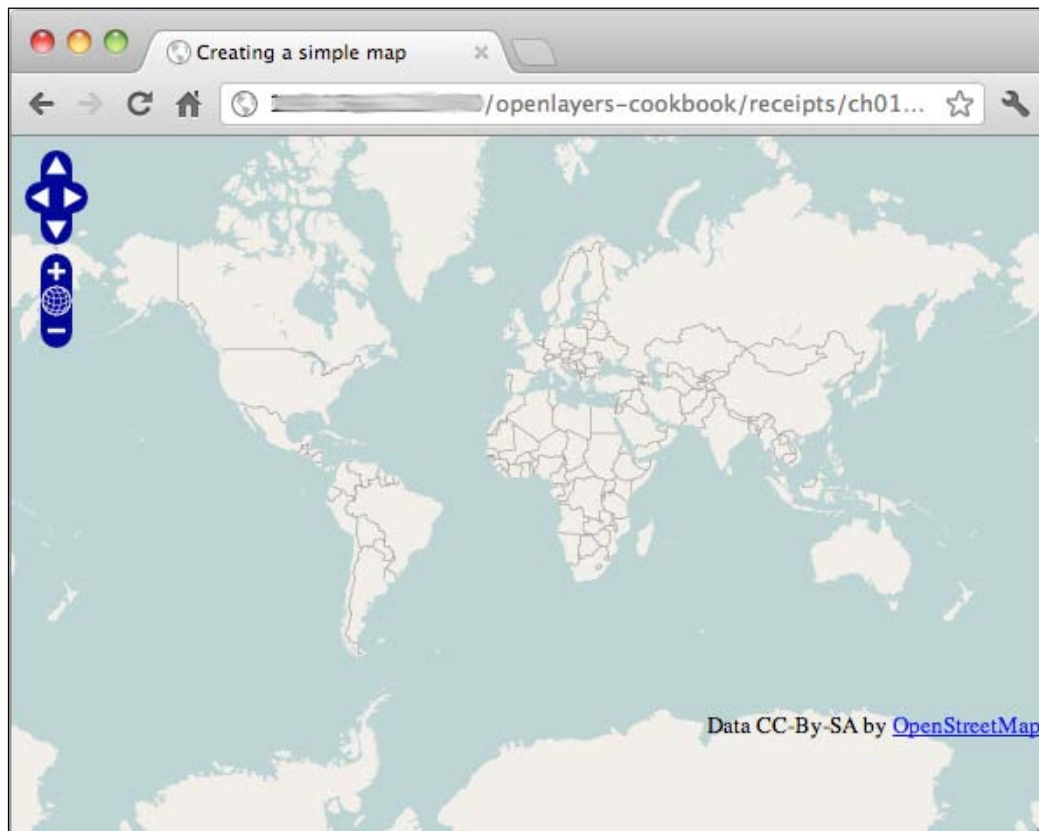 Creating a simple map
/openlayers-cookbook/receipts/ch01...
Data CC-By-SA by OpenStreetMap